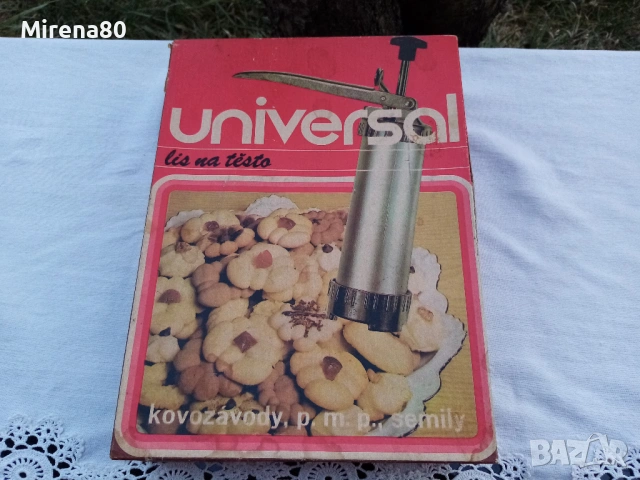 Mirena80
universal
lis na těsto
kovozávody, p. m. p., semily
BAZAR